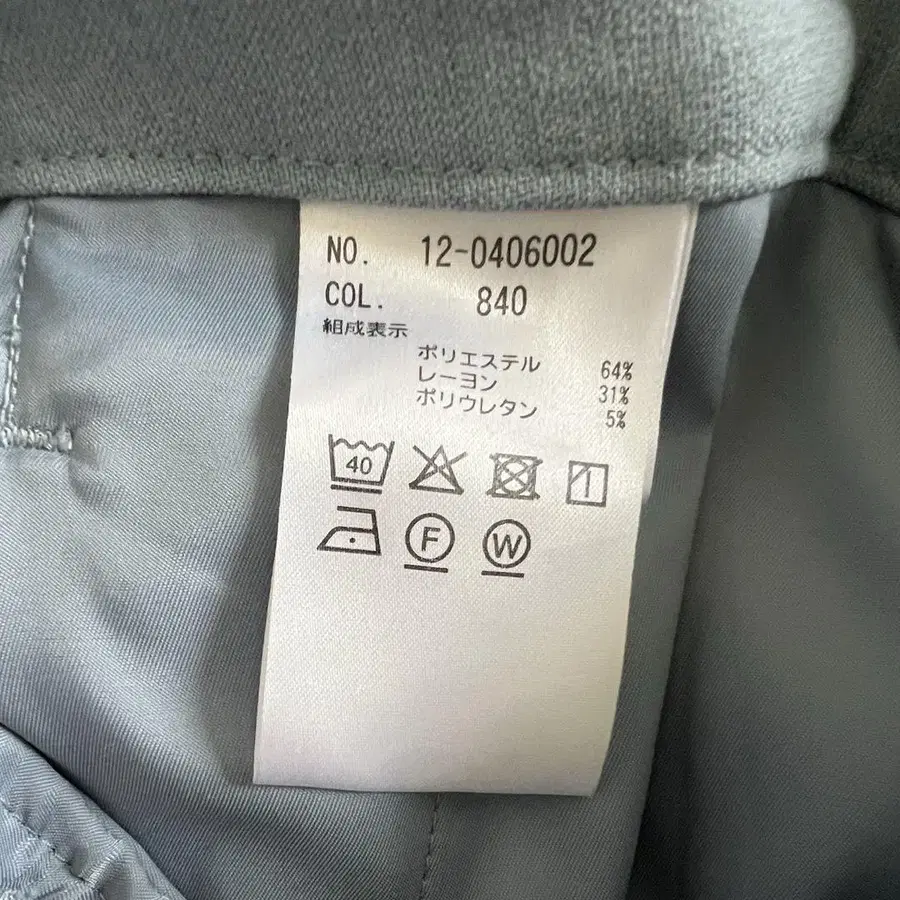 NO. 12-0406002
COL. 840
組成表示
ポリエステル 64%
レーヨン 31%
ポリウレタン 5%
40
F W